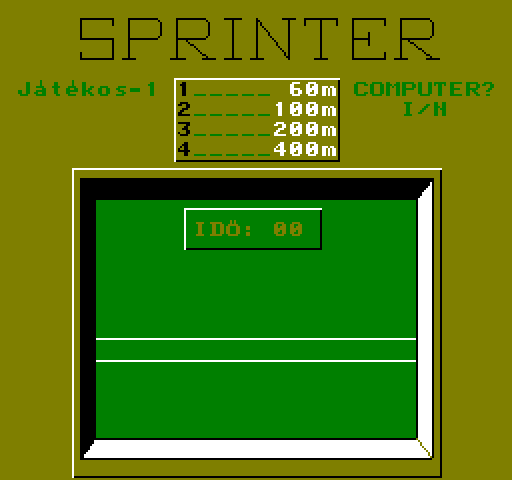 SPRINTER
Játékos-1
1_____ 60m
2_____100m
3_____200m
4_____400m
COMPUTER?
I/N
IDÖ: 00